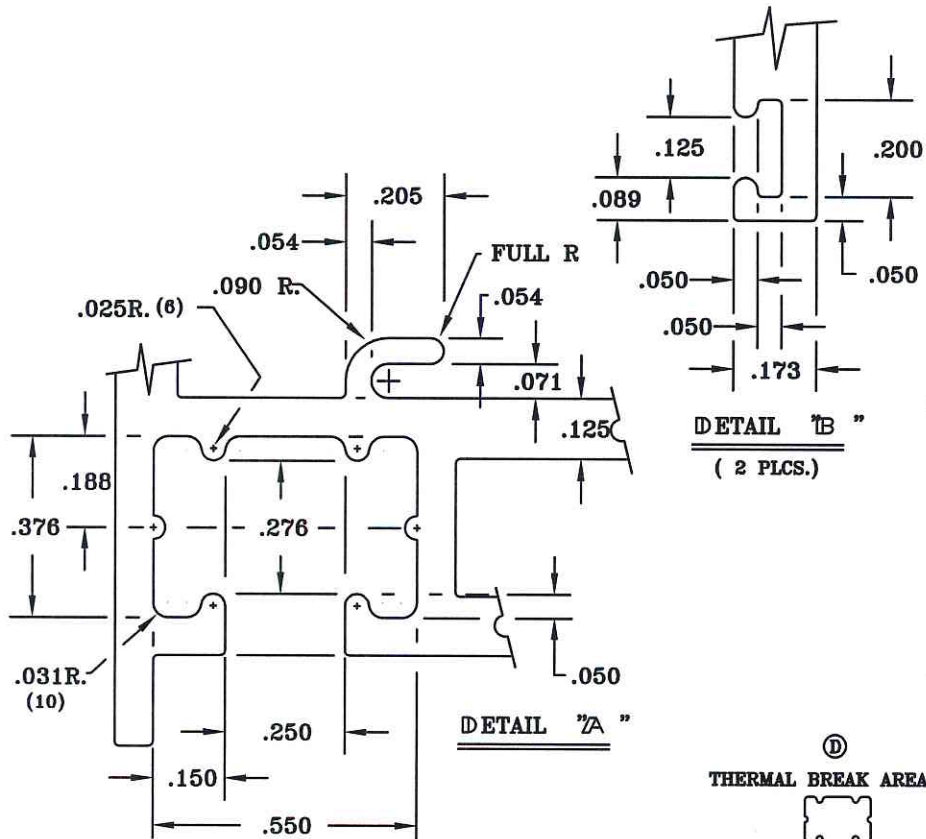 .125
.200
.089
.205
.054
FULL R
.050
.090 R.
.054
.050
.025R. (6)
.050
.071
.173
.125
DETAIL "B"
( 2 PLCS.)
.188
.376
.276
.031R.
(10)
.050
.250
DETAIL "A"
.150
D
THERMAL BREAK AREA
.550